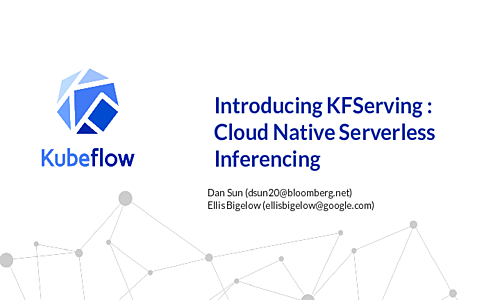 Kubeflow
Introducing KFServing :
Cloud Native Serverless
Inferencing
Dan Sun (dsun20@bloomberg.net)
Ellis Bigelow (ellisbigelow@google.com)